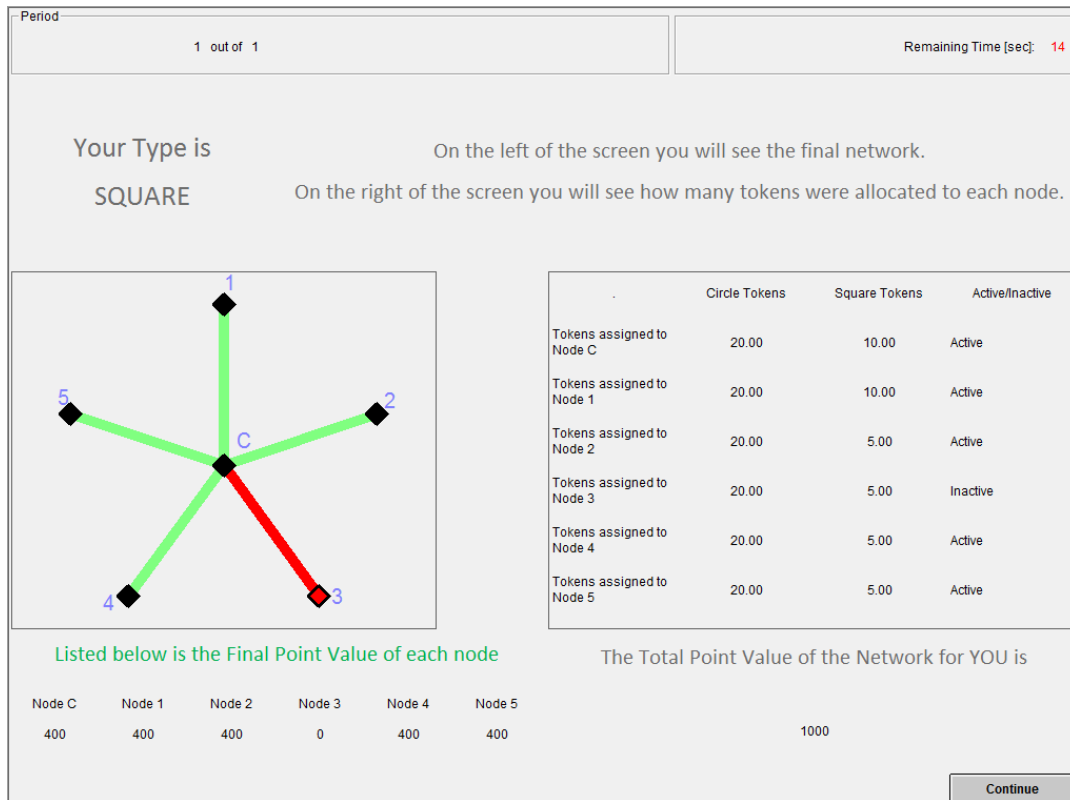 Period
1 out of 1
Remaining Time [sec]: 14
Your Type is
SQUARE
On the left of the screen you will see the final network.
On the right of the screen you will see how many tokens were allocated to each node.
1
5
2
C
4
3
. Circle Tokens Square Tokens Active/Inactive
Tokens assigned to
Node C 20.00 10.00 Active
Tokens assigned to
Node 1 20.00 10.00 Active
Tokens assigned to
Node 2 20.00 5.00 Active
Tokens assigned to
Node 3 20.00 5.00 Inactive
Tokens assigned to
Node 4 20.00 5.00 Active
Tokens assigned to
Node 5 20.00 5.00 Active
Listed below is the Final Point Value of each node
Node C Node 1 Node 2 Node 3 Node 4 Node 5
400 400 400 0 400 400
The Total Point Value of the Network for YOU is
1000
Continue